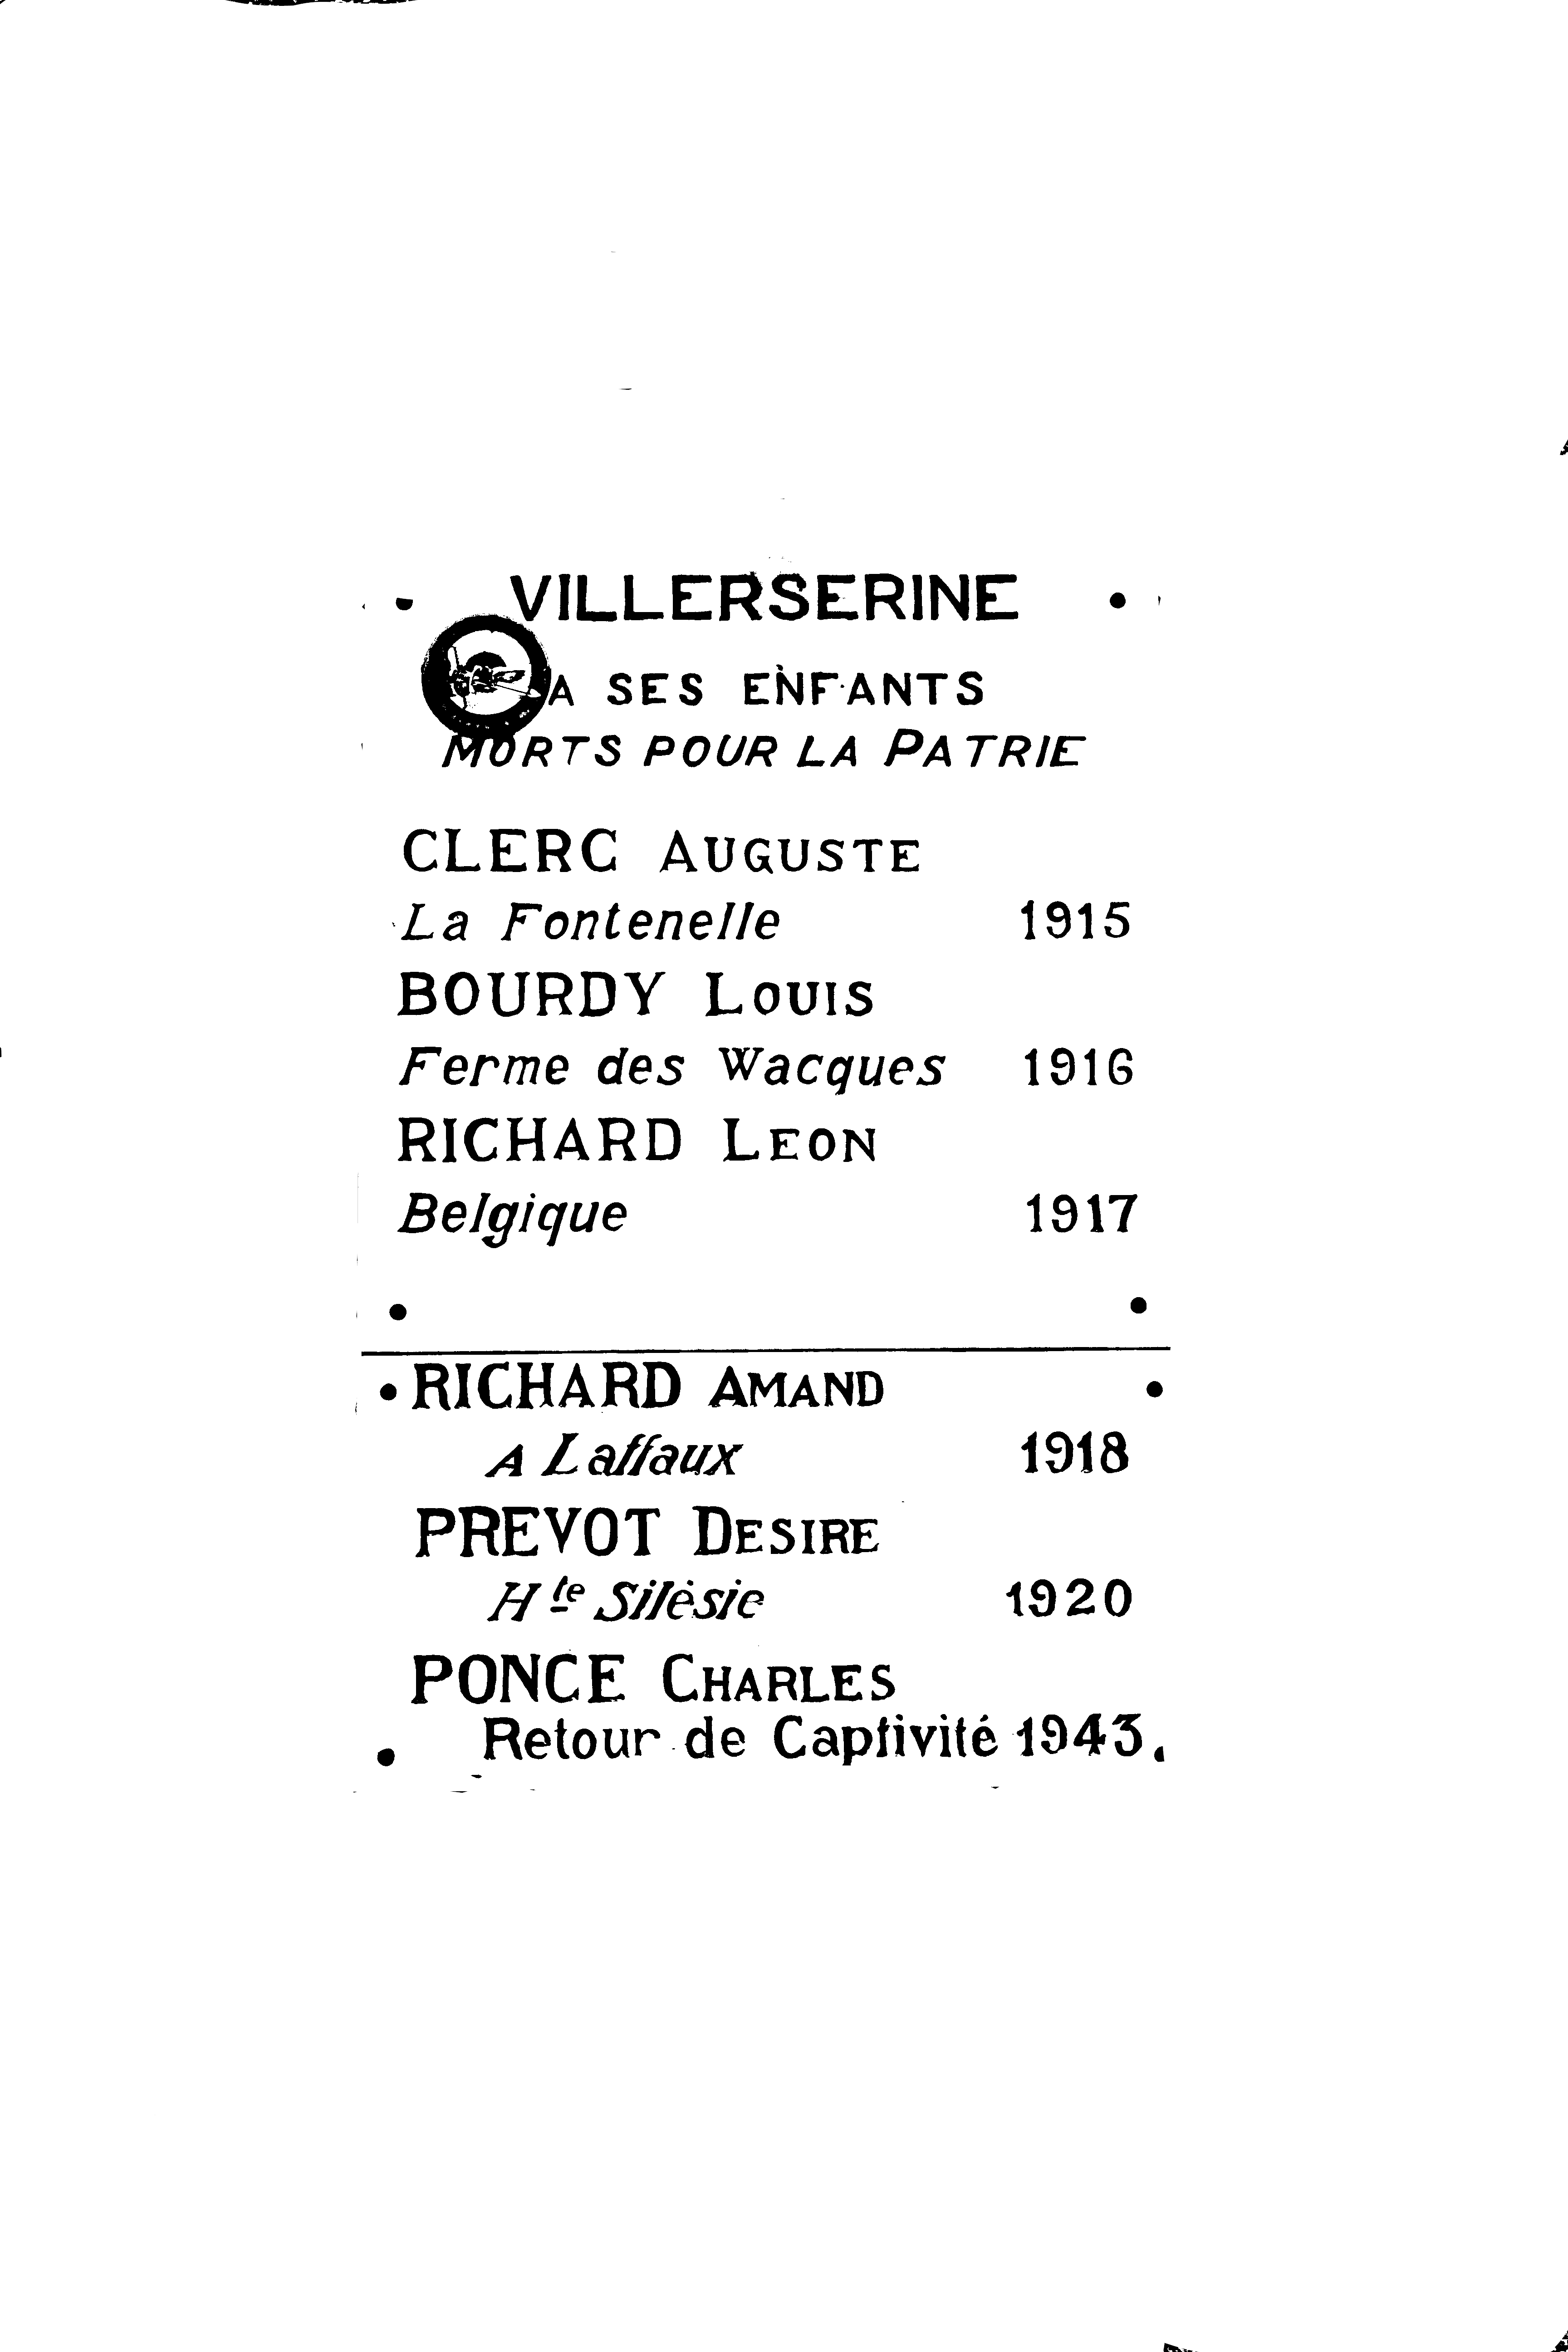 VILLERSERINE
A SES ENFANTS
MORTS POUR LA PATRIE
CLERC AUGUSTE
La Fontenelle 1915
BOURDY LOUIS
Ferme des Wacques 1916
RICHARD LEON
Belgique 1917
RICHARD AMAND
A Laffaux 1918
PREVOT DESIRE
Hte Silésie 1920
PONCE CHARLES
Retour de Captivité 1943